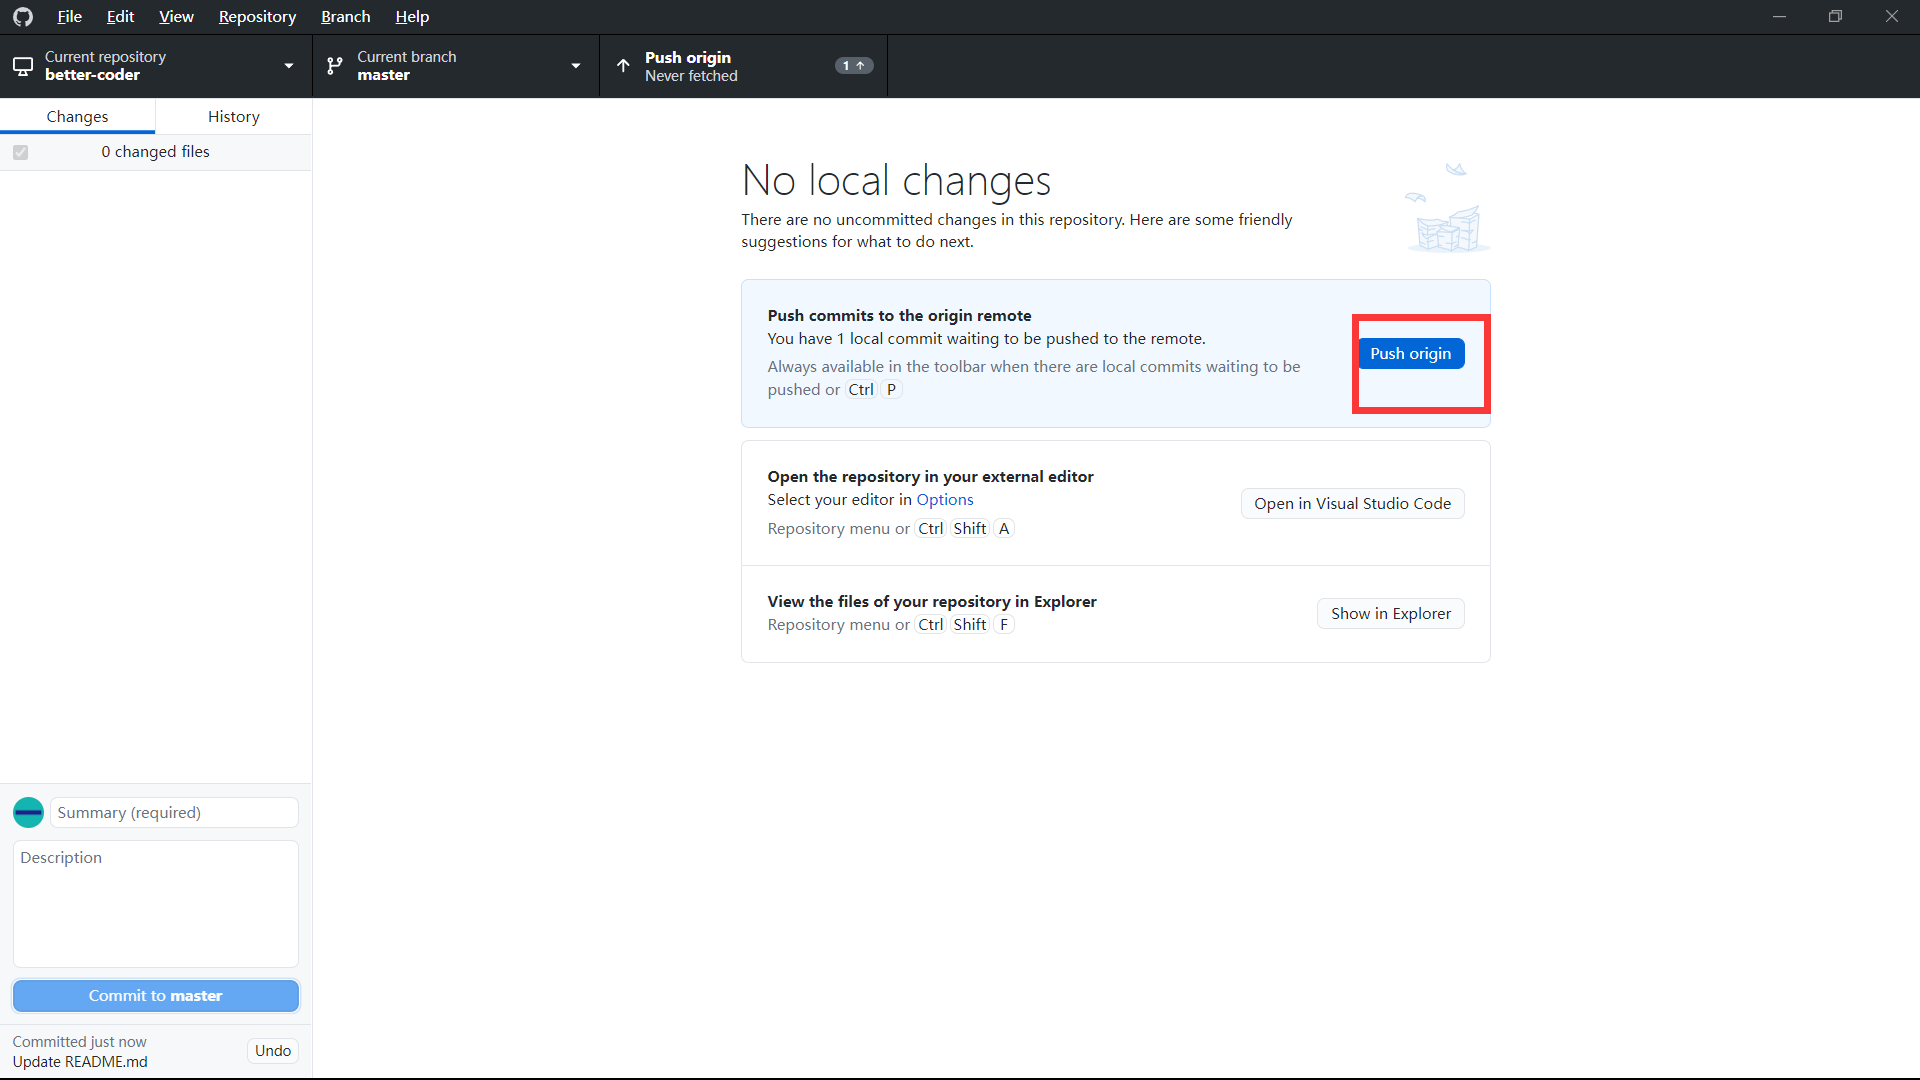 File Edit View Repository Branch Help
Current repository
better-coder
Current branch
master
Push origin
Never fetched
1
Changes
History
0 changed files
No local changes
There are no uncommitted changes in this repository. Here are some friendly
suggestions for what to do next.
Push commits to the origin remote
You have 1 local commit waiting to be pushed to the remote.
Always available in the toolbar when there are local commits waiting to be
pushed or Ctrl P
Push origin
Open the repository in your external editor
Select your editor in Options
Repository menu or Ctrl Shift A
Open in Visual Studio Code
View the files of your repository in Explorer
Repository menu or Ctrl Shift F
Show in Explorer
Summary (required)
Description
Commit to master
Committed just now
Update README.md
Undo